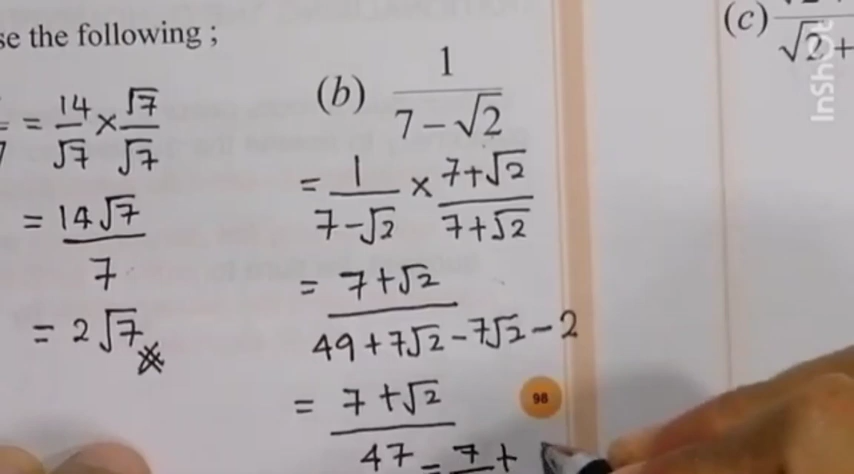 se the following ;
= 14/√7 × √7/√7
= 14√7/7
= 2√7
(b) 1/(7-√2)
= 1/(7-√2) × (7+√2)/(7+√2)
= (7+√2)/(49+7√2-7√2-2)
= (7+√2)/47
= 7 +
98
(c) √2+
InShOt